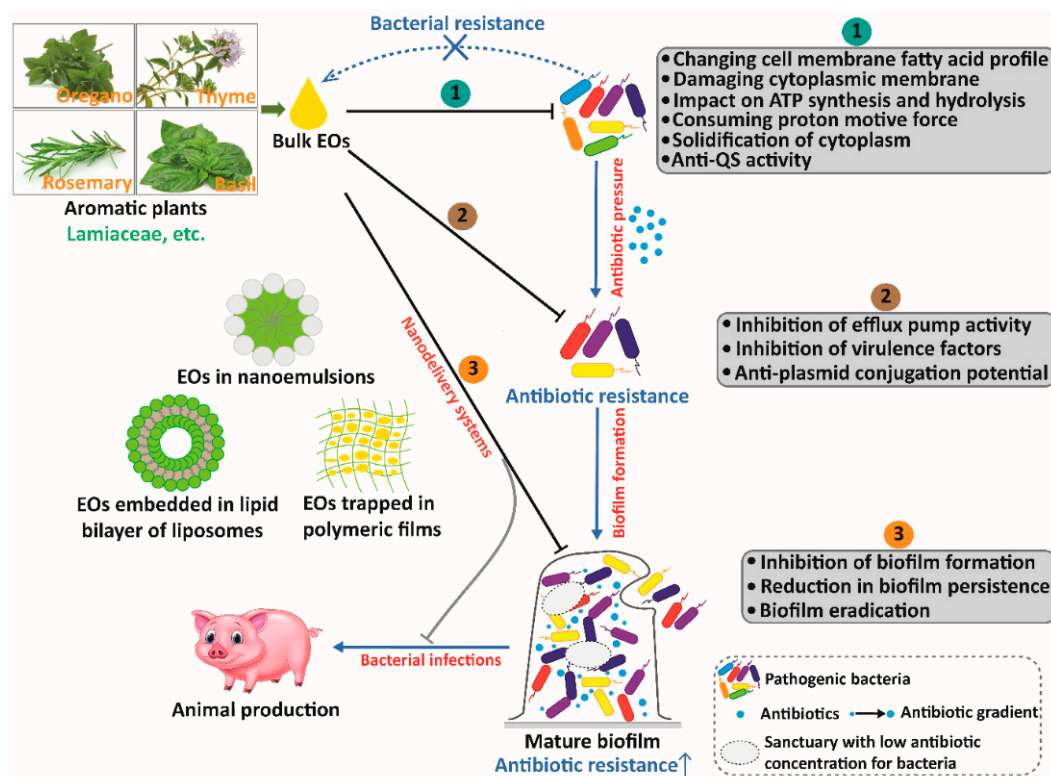 Bacterial resistance
1
Oregano
Thyme
Rosemary
Basil
Aromatic plants
Lamiaceae, etc.
Bulk EOs
1
• Changing cell membrane fatty acid profile
• Damaging cytoplasmic membrane
• Impact on ATP synthesis and hydrolysis
• Consuming proton motive force
• Solidification of cytoplasm
• Anti-QS activity
2
Antibiotic pressure
2
• Inhibition of efflux pump activity
• Inhibition of virulence factors
• Anti-plasmid conjugation potential
EOs in nanoemulsions
3
Nanodelivery systems
Antibiotic resistance
EOs embedded in lipid
bilayer of liposomes
EOs trapped in
polymeric films
Biofilm formation
3
• Inhibition of biofilm formation
• Reduction in biofilm persistence
• Biofilm eradication
Bacterial infections
Animal production
Mature biofilm
Antibiotic resistance↑
Pathogenic bacteria
Antibiotics
Antibiotic gradient
Sanctuary with low antibiotic
concentration for bacteria